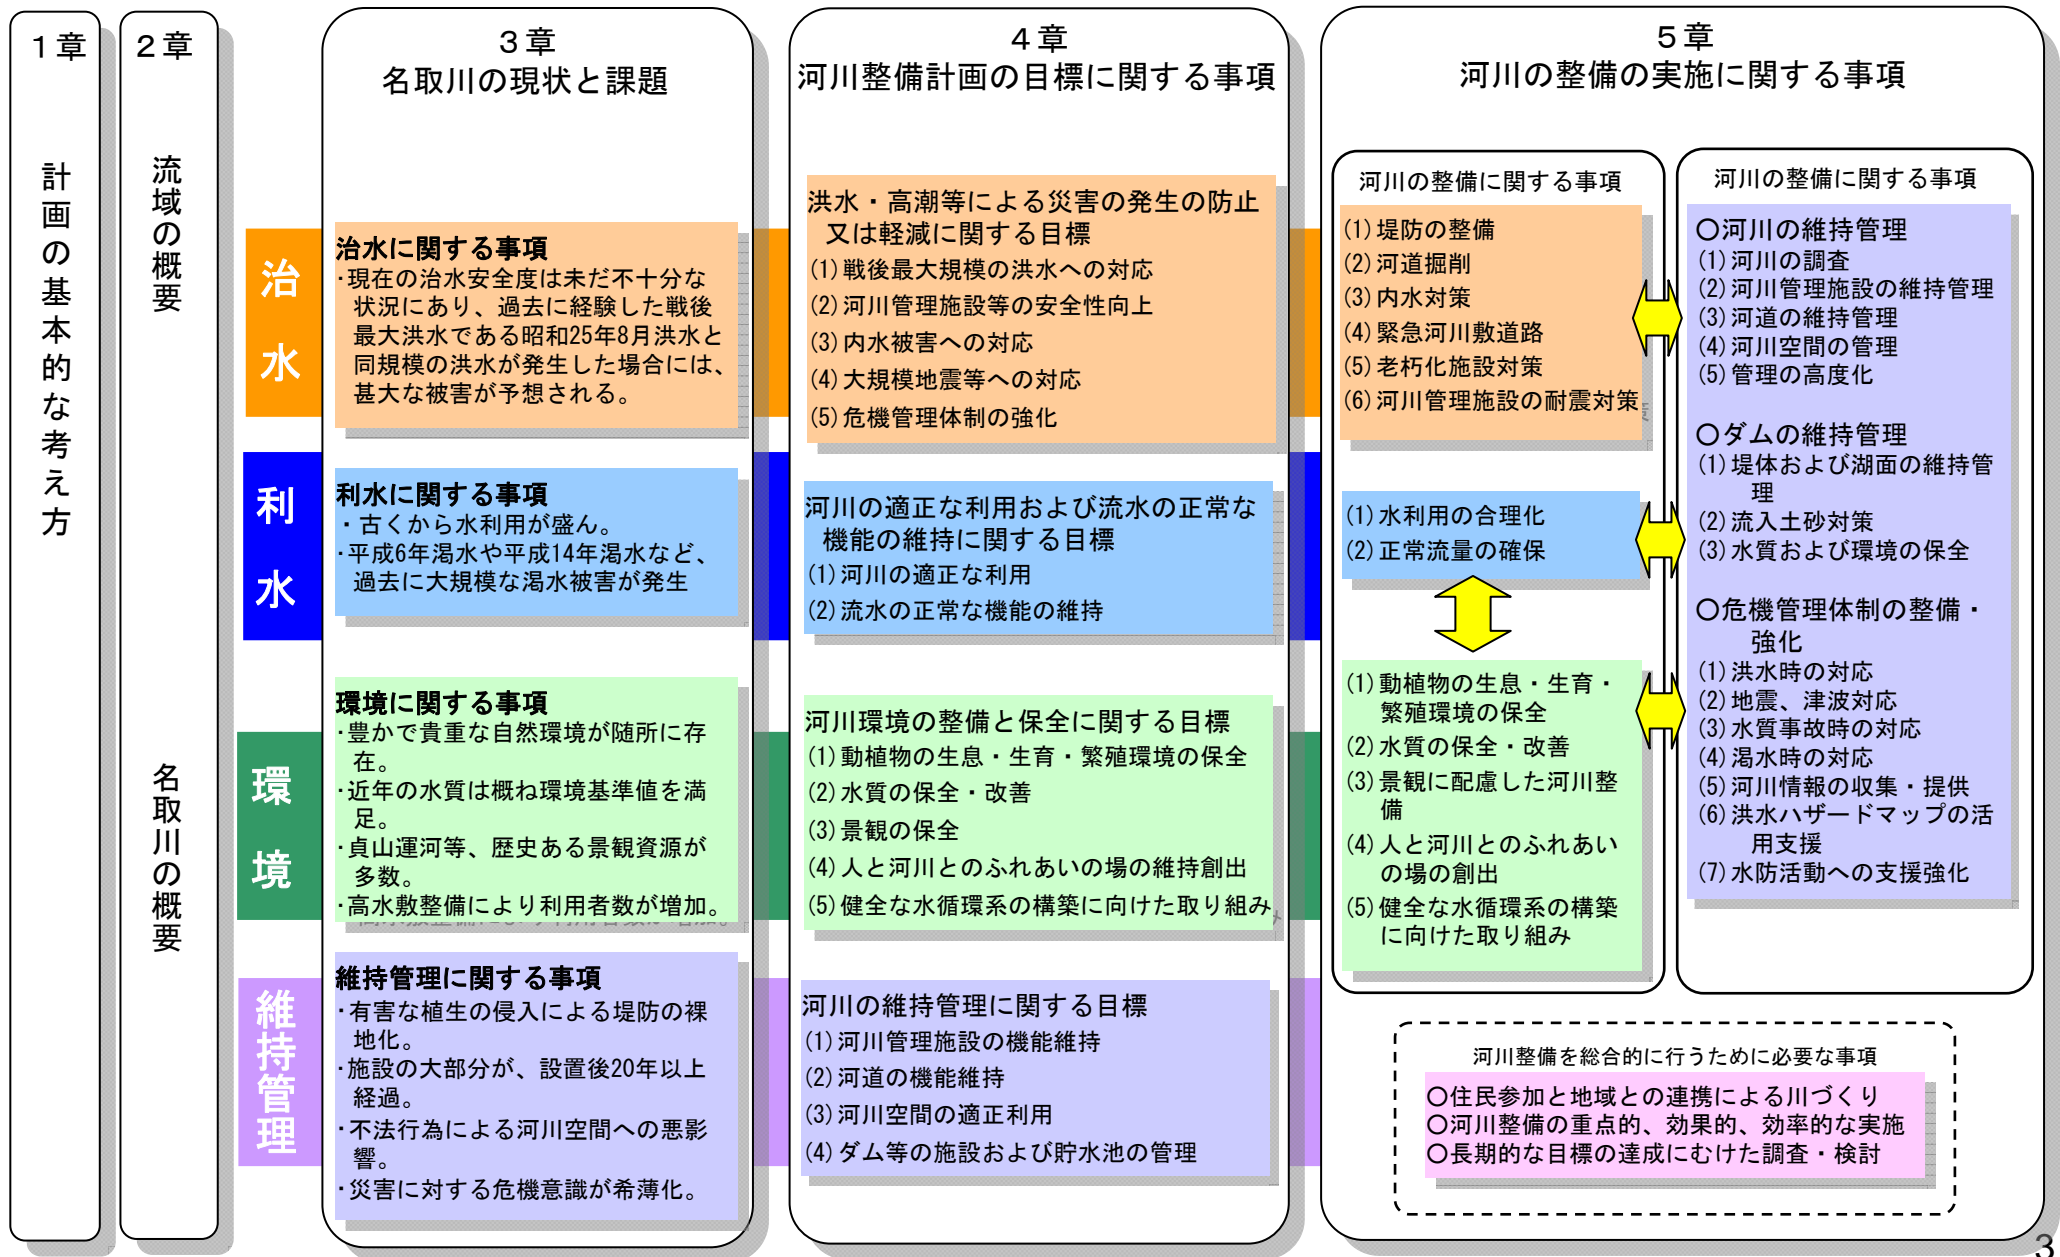 1章
計画の基本的な考え方
2章
流域の概要
名取川の概要
治水
利水
環境
維持管理
3章
名取川の現状と課題
治水に関する事項
・現在の治水安全度は未だ不十分な
状況にあり、過去に経験した戦後
最大洪水である昭和25年8月洪水と
同規模の洪水が発生した場合には、
甚大な被害が予想される。
利水に関する事項
・古くから水利用が盛ん。
・平成6年渇水や平成14年渇水など、
過去に大規模な渇水被害が発生
環境に関する事項
・豊かで貴重な自然環境が随所に存
在。
・近年の水質は概ね環境基準値を満
足。
・貞山運河等、歴史ある景観資源が
多数。
・高水敷整備により利用者数が増加。
維持管理に関する事項
・有害な植生の侵入による堤防の裸
地化。
・施設の大部分が、設置後20年以上
経過。
・不法行為による河川空間への悪影
響。
・災害に対する危機意識が希薄化。
4章
河川整備計画の目標に関する事項
洪水・高潮等による災害の発生の防止
又は軽減に関する目標
(1)戦後最大規模の洪水への対応
(2)河川管理施設等の安全性向上
(3)内水被害への対応
(4)大規模地震等への対応
(5)危機管理体制の強化
河川の適正な利用および流水の正常な
機能の維持に関する目標
(1)河川の適正な利用
(2)流水の正常な機能の維持
河川環境の整備と保全に関する目標
(1)動植物の生息・生育・繁殖環境の保全
(2)水質の保全・改善
(3)景観の保全
(4)人と河川とのふれあいの場の維持創出
(5)健全な水循環系の構築に向けた取り組み
河川の維持管理に関する目標
(1)河川管理施設の機能維持
(2)河道の機能維持
(3)河川空間の適正利用
(4)ダム等の施設および貯水池の管理
5章
河川の整備の実施に関する事項
河川の整備に関する事項
(1)堤防の整備
(2)河道掘削
(3)内水対策
(4)緊急河川敷道路
(5)老朽化施設対策
(6)河川管理施設の耐震対策
(1)水利用の合理化
(2)正常流量の確保
(1)動植物の生息・生育・
繁殖環境の保全
(2)水質の保全・改善
(3)景観に配慮した河川整
備
(4)人と河川とのふれあい
の場の創出
(5)健全な水循環系の構築
に向けた取り組み
河川の整備に関する事項
○河川の維持管理
(1)河川の調査
(2)河川管理施設の維持管理
(3)河道の維持管理
(4)河川空間の管理
(5)管理の高度化
○ダムの維持管理
(1)堤体および湖面の維持管
理
(2)流入土砂対策
(3)水質および環境の保全
○危機管理体制の整備・
強化
(1)洪水時の対応
(2)地震、津波対応
(3)水質事故時の対応
(4)渇水時の対応
(5)河川情報の収集・提供
(6)洪水ハザードマップの活
用支援
(7)水防活動への支援強化
河川整備を総合的に行うために必要な事項
○住民参加と地域との連携による川づくり
○河川整備の重点的、効果的、効率的な実施
○長期的な目標の達成にむけた調査・検討
3